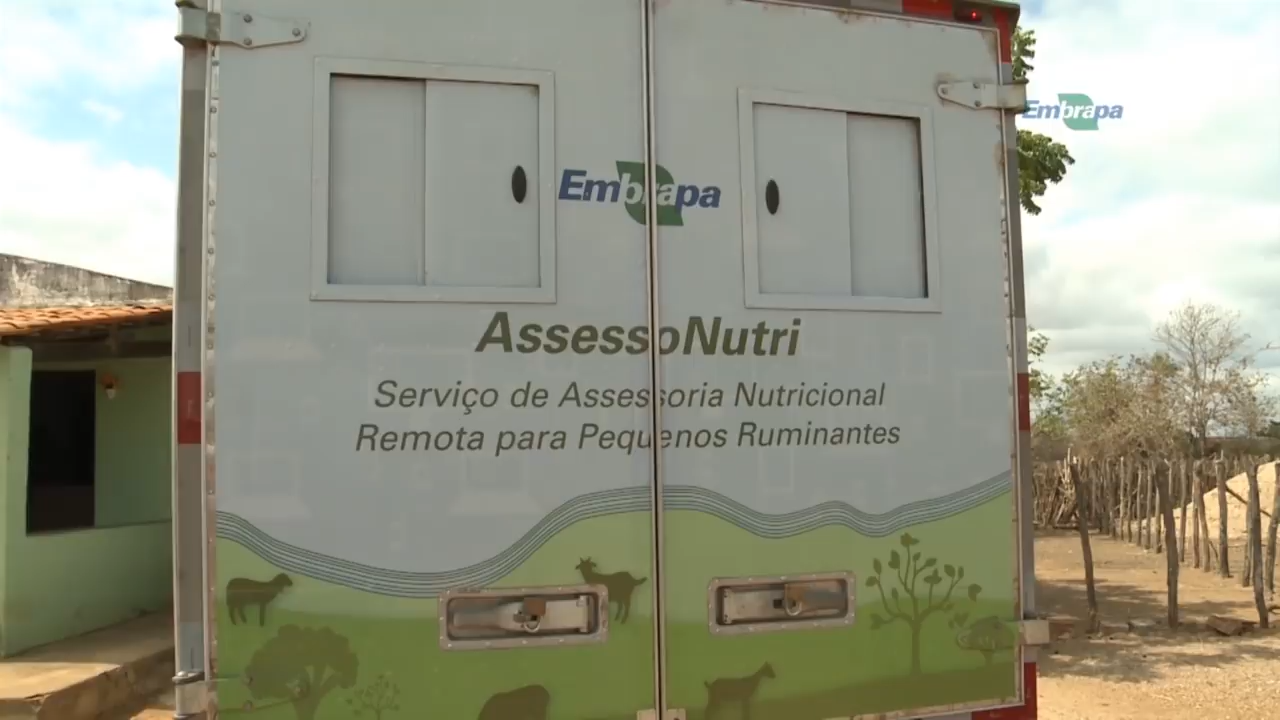 Embrapa
Embrapa
AssessoNutri
Serviço de Assessoria Nutricional
Remota para Pequenos Ruminantes